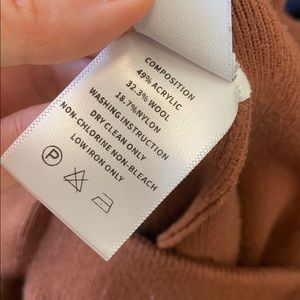 COMPOSITION
49% ACRYLIC
32.3% WOOL
18.7%NYLON
WASHING INSTRUCTION
DRY CLEAN ONLY
NON-CHLORINE NON-BLEACH
LOW IRON ONLY
P